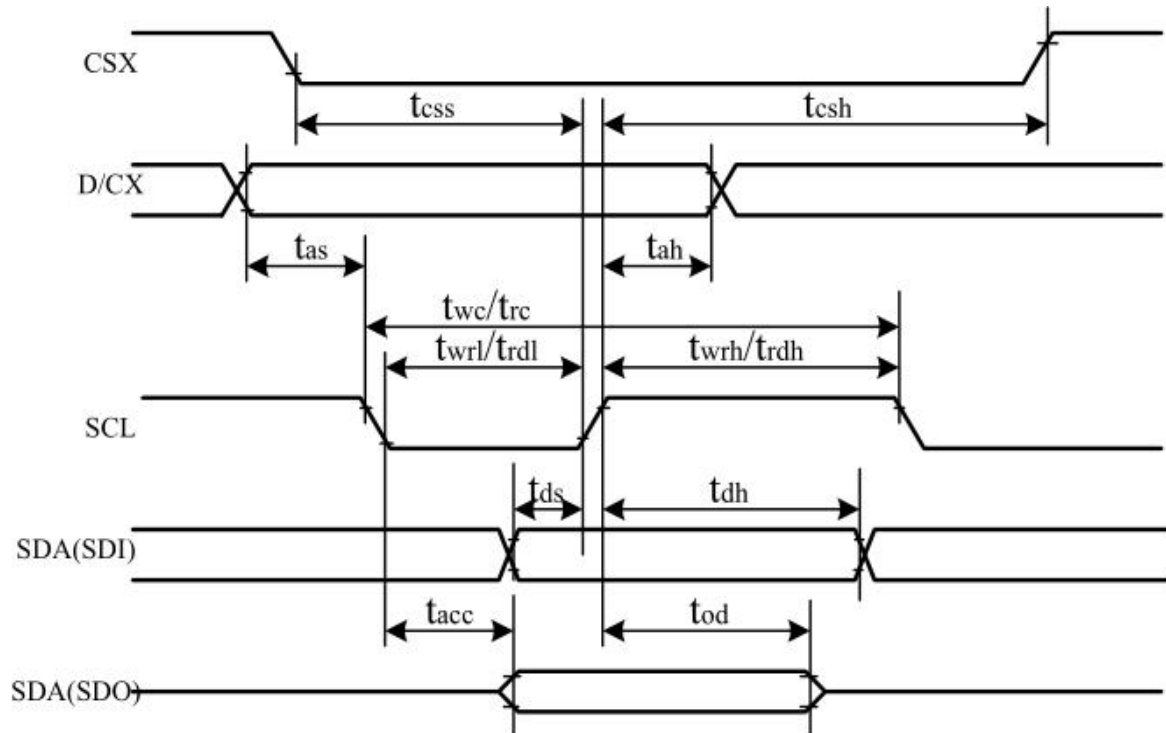 CSX
tcss
tcsh
D/CX
tas
tah
twc/trc
twrl/trdl
twrh/trdh
SCL
tds
tdh
SDA(SDI)
tacc
tod
SDA(SDO)